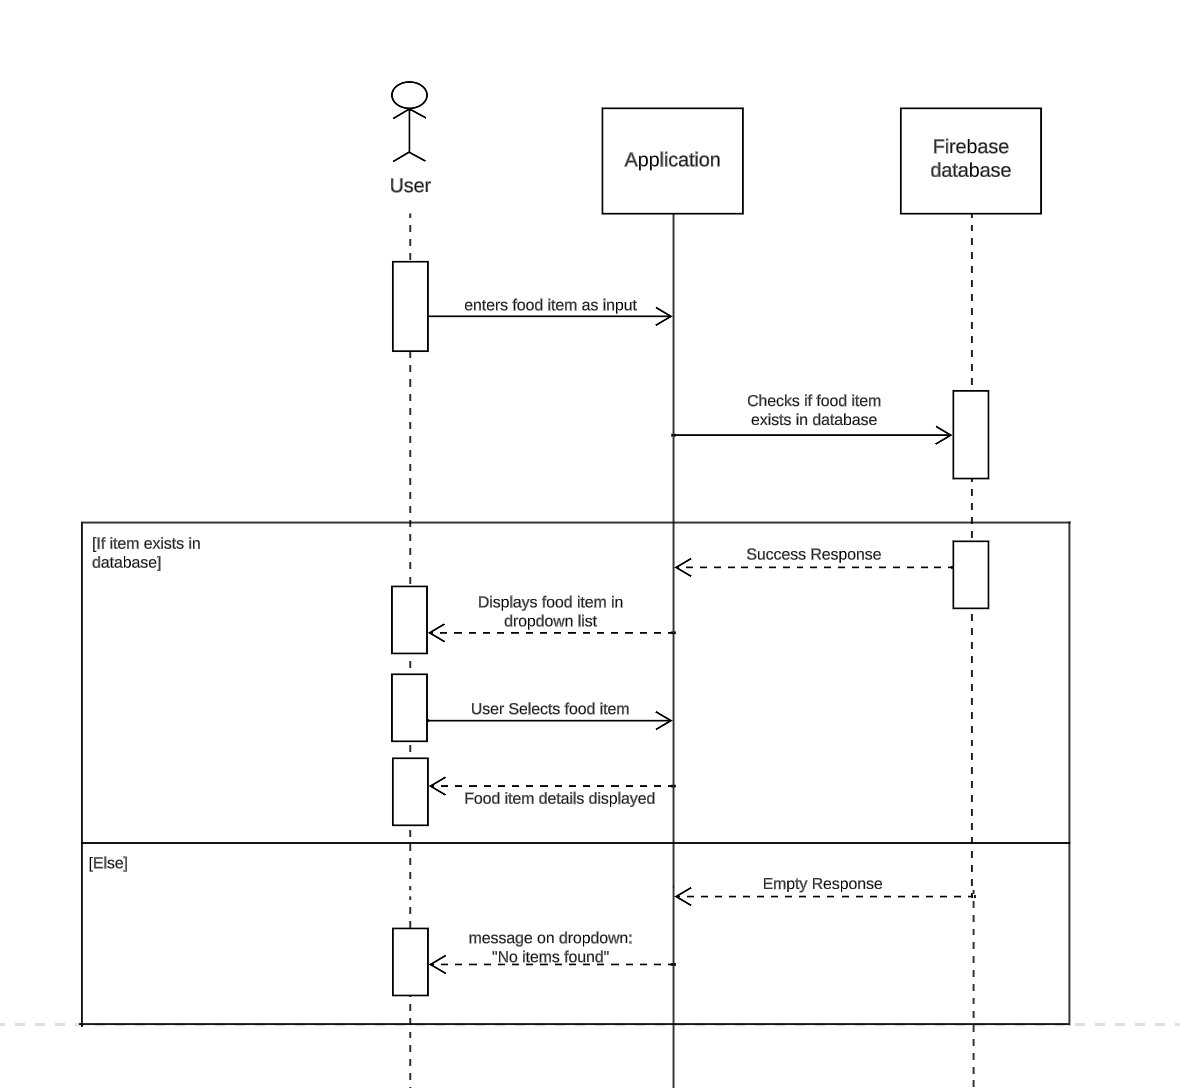 User
Application
Firebase
database
enters food item as input
Checks if food item
exists in database
[If item exists in
database]
Success Response
Displays food item in
dropdown list
User Selects food item
Food item details displayed
[Else]
Empty Response
message on dropdown:
"No items found"